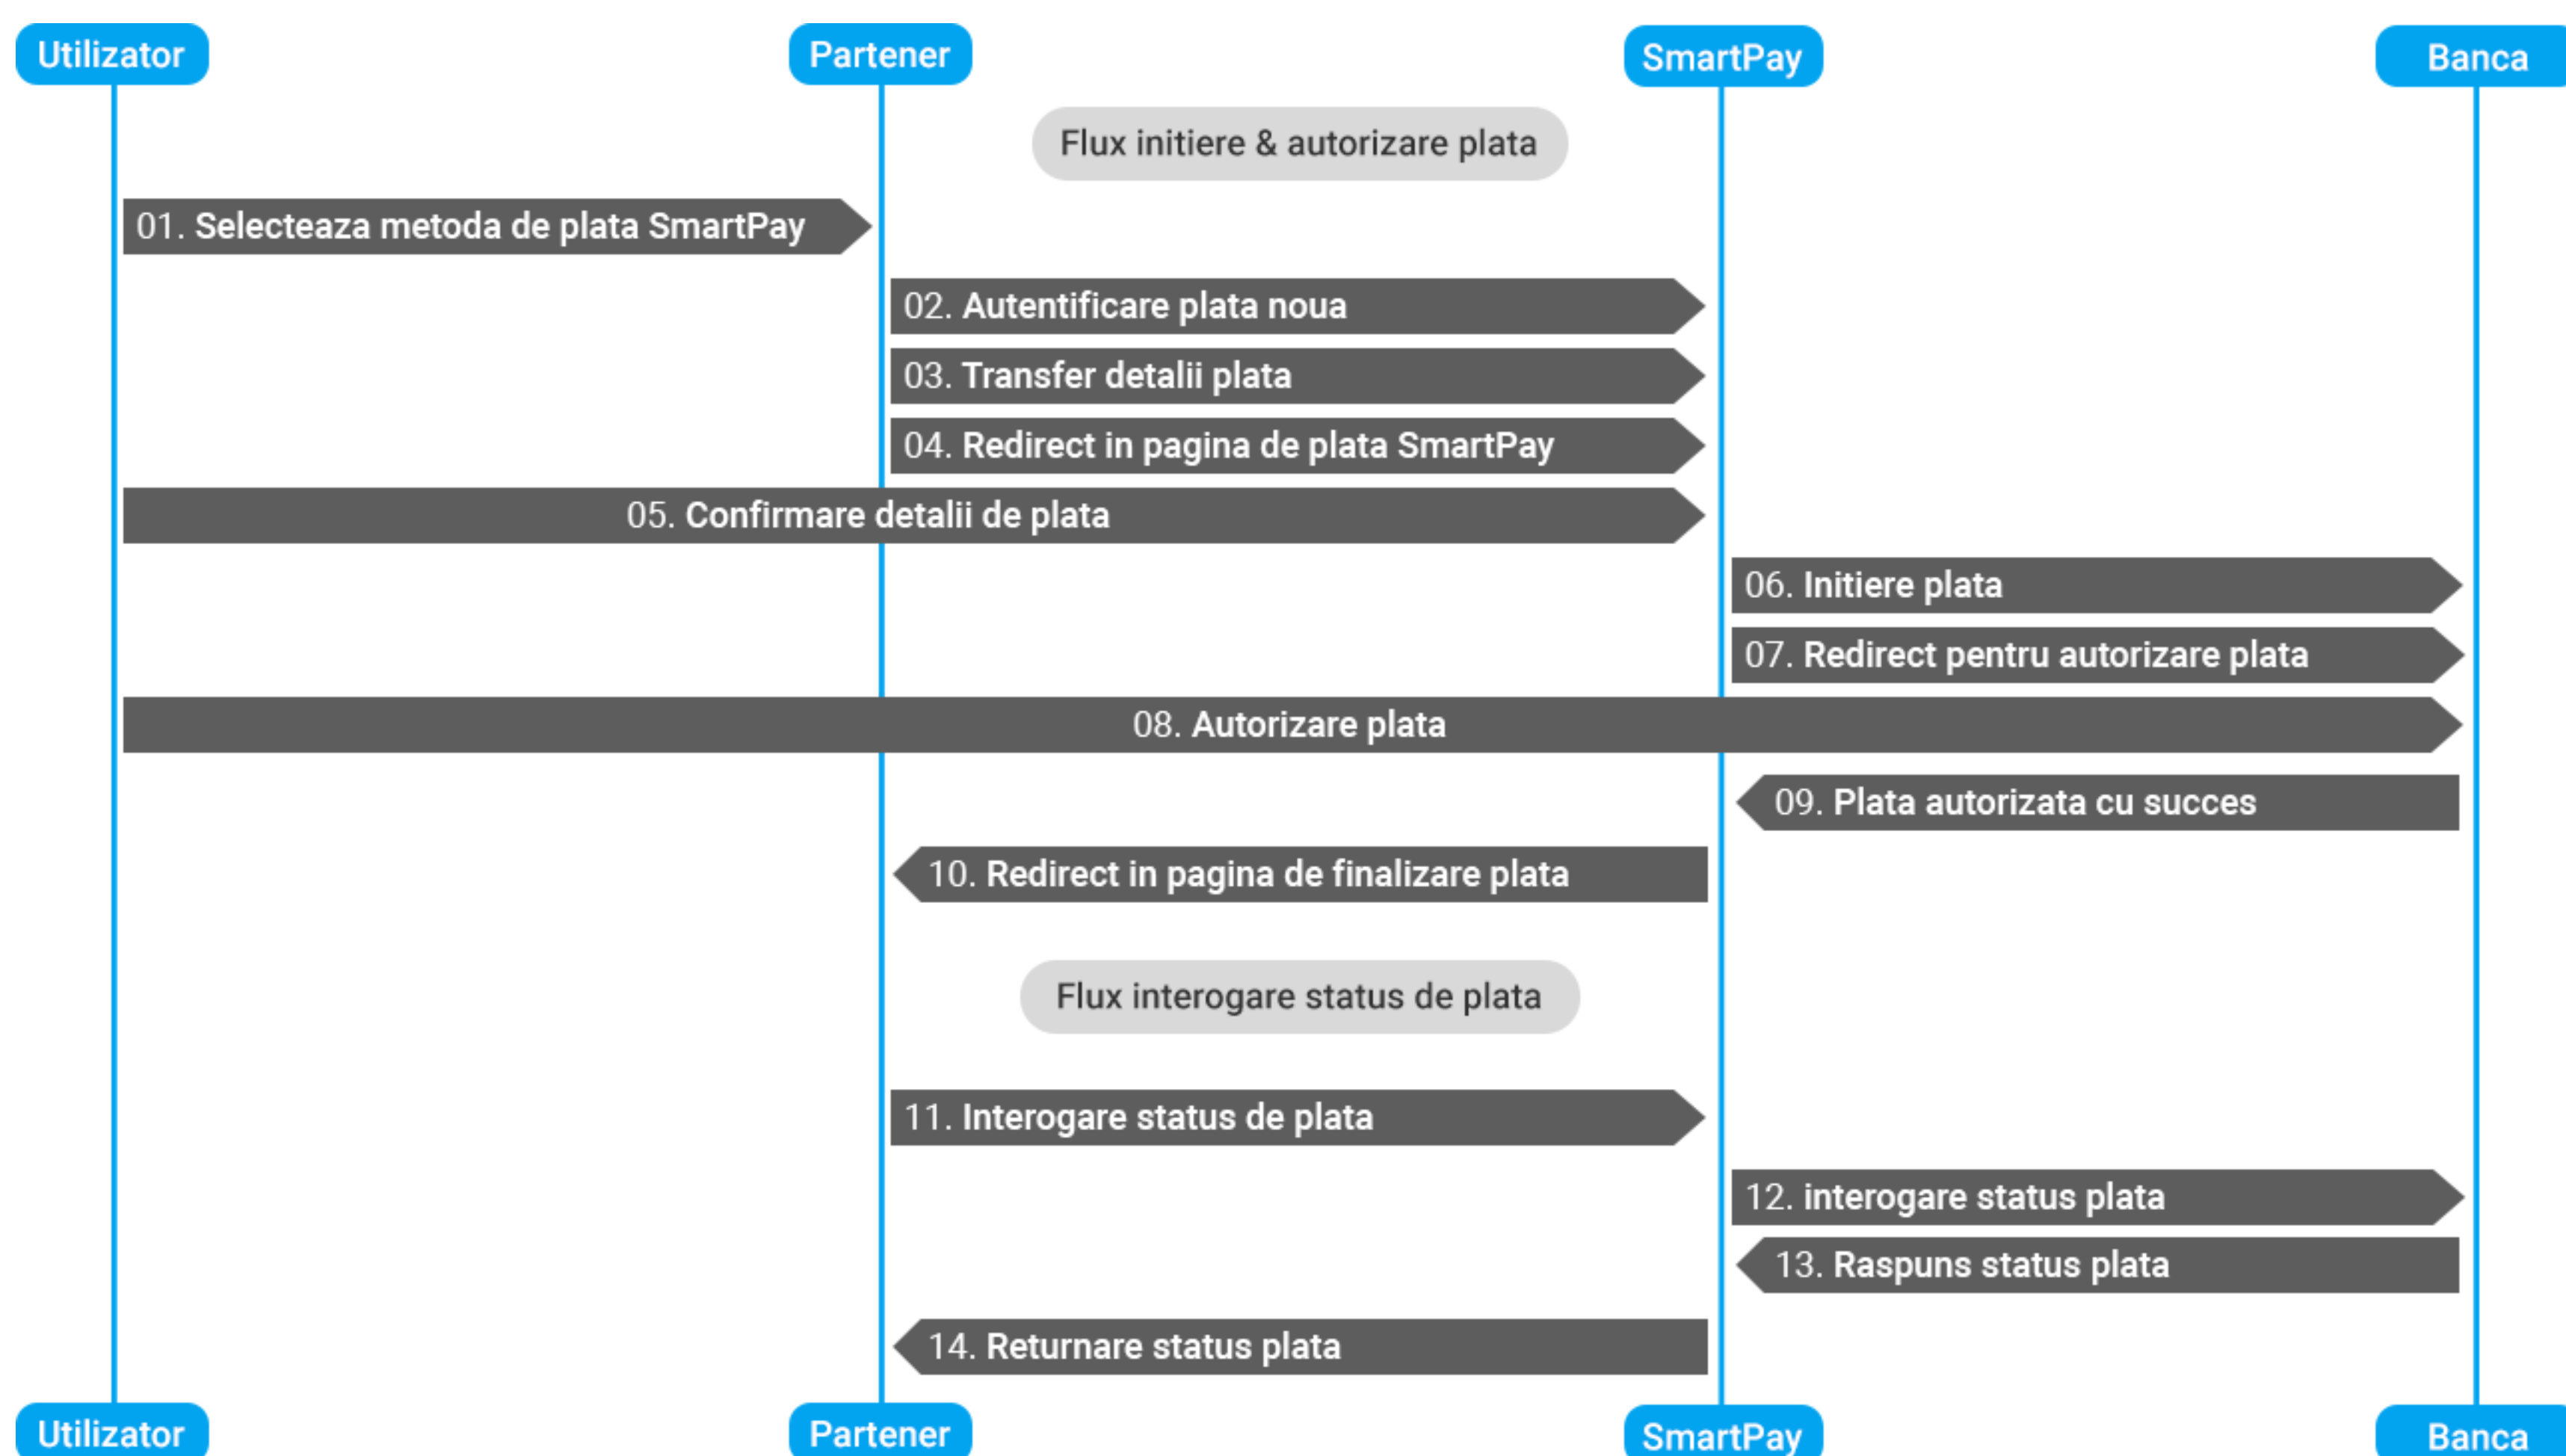 Utilizator
Partener
SmartPay
Banca
Flux initiere & autorizare plata
01. Selecteaza metoda de plata SmartPay
02. Autentificare plata noua
03. Transfer detalii plata
04. Redirect in pagina de plata SmartPay
05. Confirmare detalii de plata
06. Initiere plata
07. Redirect pentru autorizare plata
08. Autorizare plata
09. Plata autorizata cu succes
10. Redirect in pagina de finalizare plata
Flux interogare status de plata
11. Interogare status de plata
12. interogare status plata
13. Raspuns status plata
14. Returnare status plata
Utilizator
Partener
SmartPay
Banca